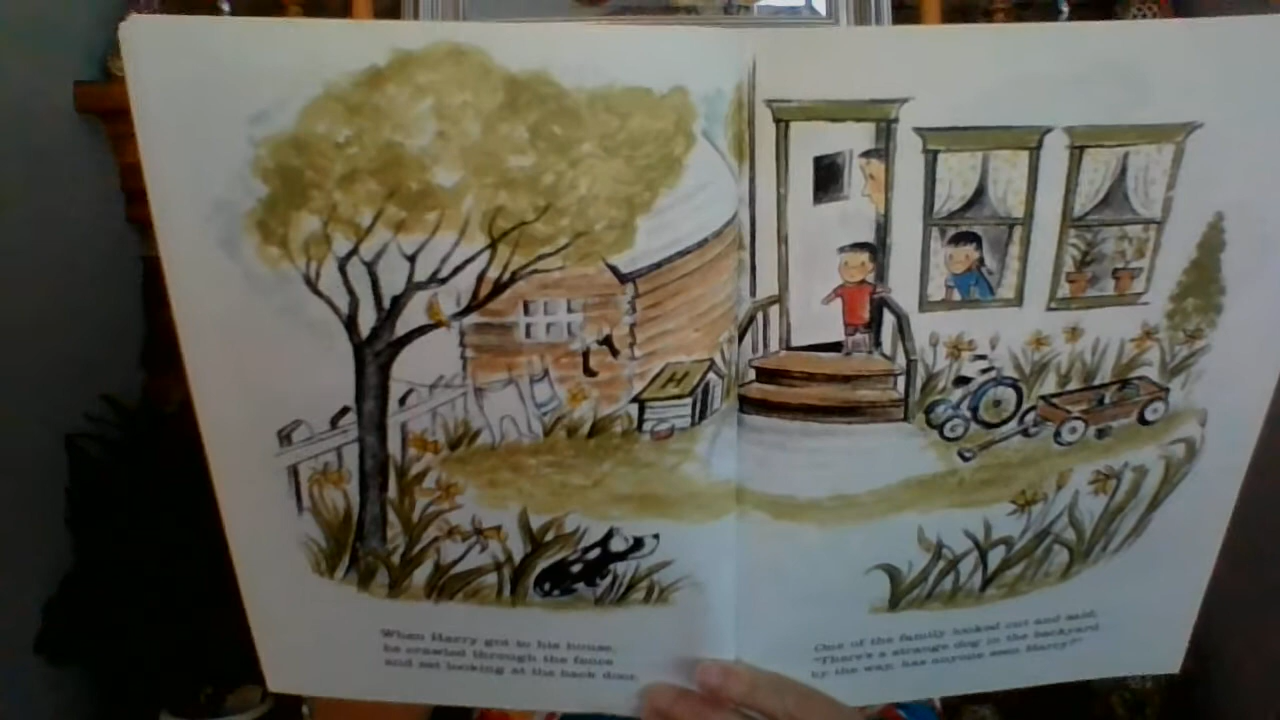 H
When Harry got to his house,
he crawled through the fence
and sat looking at the back door.
One of the family looked out and said,
"There's a strange dog in the backyard...
by the way, has anyone seen Harry?"